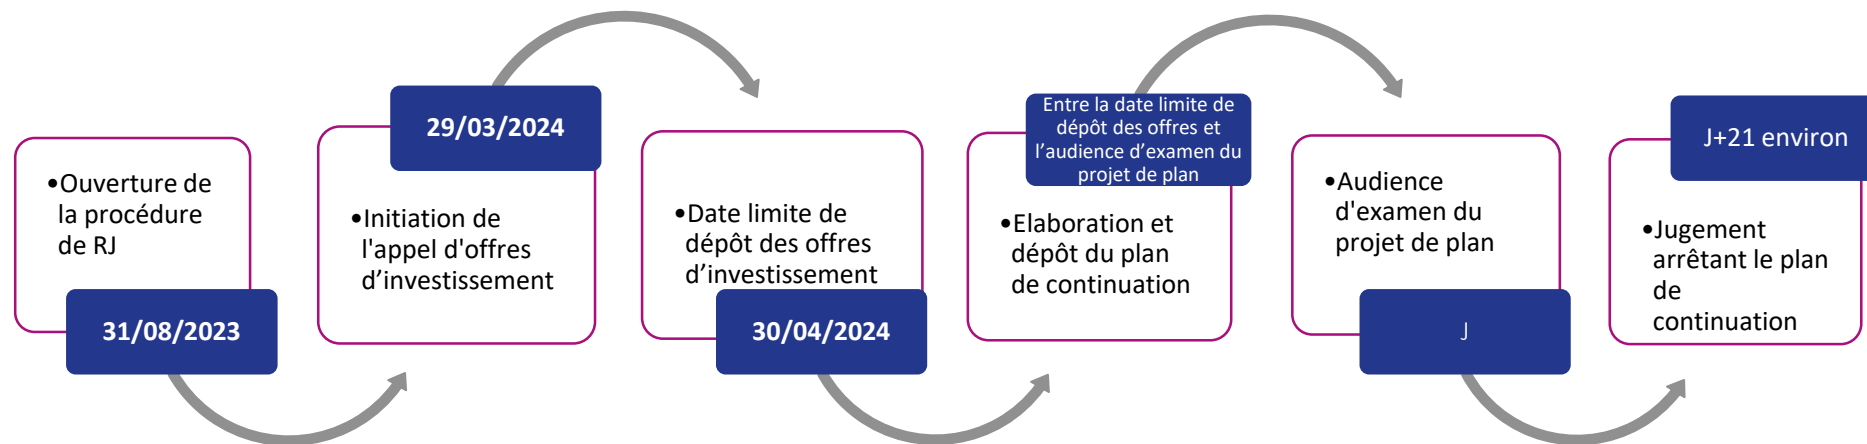 •Ouverture de
la procédure
de RJ
31/08/2023
29/03/2024
•Initiation de
l'appel d'offres
d’investissement
•Date limite de
dépôt des offres
d’investissement
30/04/2024
Entre la date limite de
dépôt des offres et
l’audience d’examen du
projet de plan
•Elaboration et
dépôt du plan
de continuation
•Audience
d'examen du
projet de plan
J
J+21 environ
•Jugement
arrêtant le plan
de
continuation